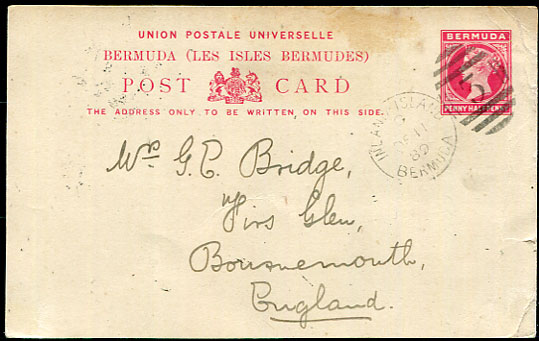 UNION POSTALE UNIVERSELLE
BERMUDA (LES ISLES BERMUDES)
POST CARD
THE ADDRESS ONLY TO BE WRITTEN ON THIS SIDE.
BERMUDA
PENNY HALFPENNY
ISLAND
BERMUDA
Mrs G. C. Bridge,
Firs Glen,
Bournemouth,
England.